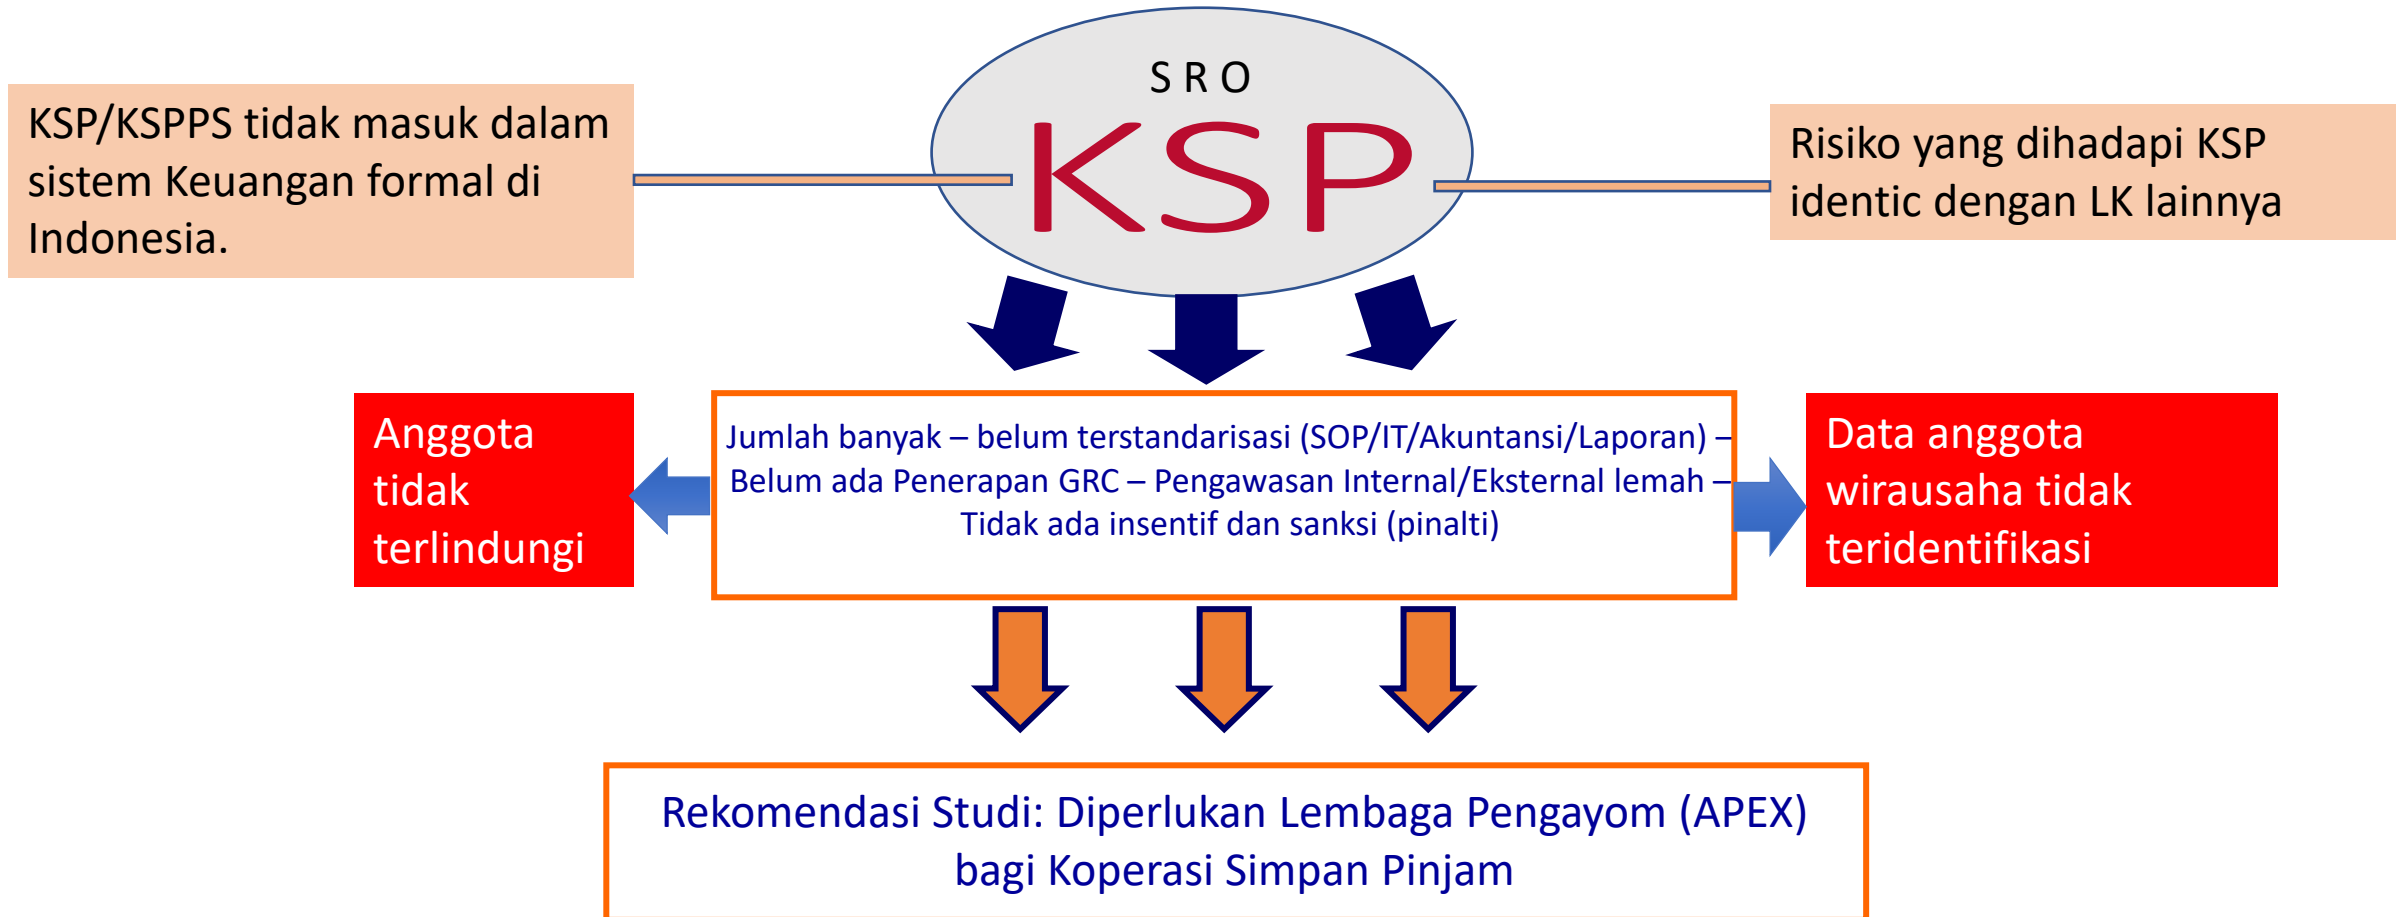 S R O
KSP
KSP/KSPPS tidak masuk dalam
sistem Keuangan formal di
Indonesia.
Risiko yang dihadapi KSP
identic dengan LK lainnya
Anggota
tidak
terlindungi
Jumlah banyak – belum terstandarisasi (SOP/IT/Akuntansi/Laporan) –
Belum ada Penerapan GRC – Pengawasan Internal/Eksternal lemah –
Tidak ada insentif dan sanksi (pinalti)
Data anggota
wirausaha tidak
teridentifikasi
Rekomendasi Studi: Diperlukan Lembaga Pengayom (APEX)
bagi Koperasi Simpan Pinjam